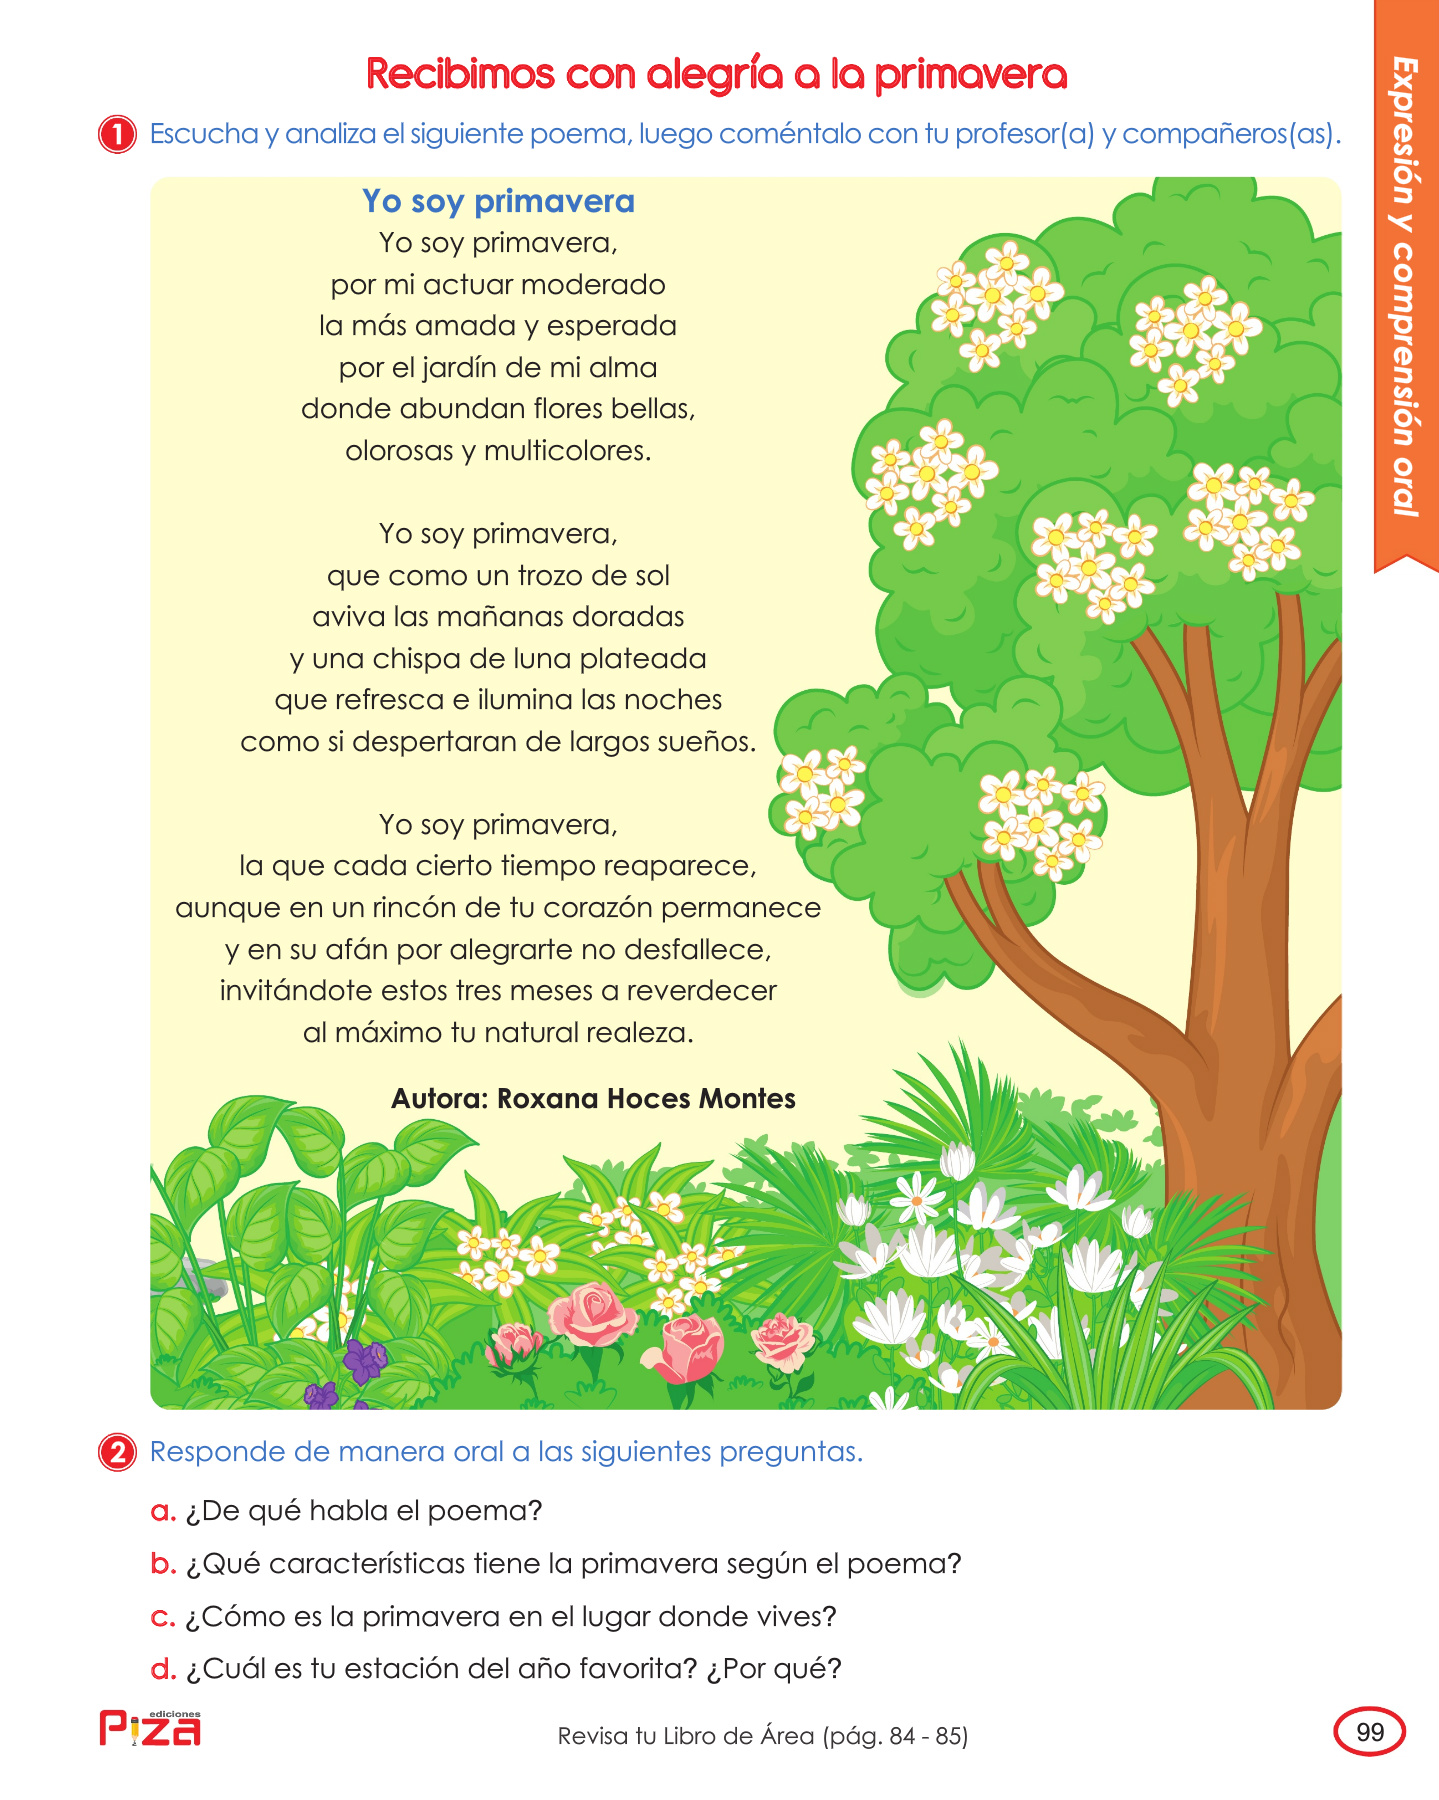 Recibimos con alegría a la primavera
Expresión y comprensión oral
1 Escucha y analiza el siguiente poema, luego coméntalo con tu profesor(a) y compañeros(as).
Yo soy primavera
Yo soy primavera,
por mi actuar moderado
la más amada y esperada
por el jardín de mi alma
donde abundan flores bellas,
olorosas y multicolores.
Yo soy primavera,
que como un trozo de sol
aviva las mañanas doradas
y una chispa de luna plateada
que refresca e ilumina las noches
como si despertaran de largos sueños.
Yo soy primavera,
la que cada cierto tiempo reaparece,
aunque en un rincón de tu corazón permanece
y en su afán por alegrarte no desfallece,
invitándote estos tres meses a reverdecer
al máximo tu natural realeza.
Autora: Roxana Hoces Montes
2 Responde de manera oral a las siguientes preguntas.
a. ¿De qué habla el poema?
b. ¿Qué características tiene la primavera según el poema?
c. ¿Cómo es la primavera en el lugar donde vives?
d. ¿Cuál es tu estación del año favorita? ¿Por qué?
ediciones
Piza
Revisa tu Libro de Área (pág. 84 - 85)
99